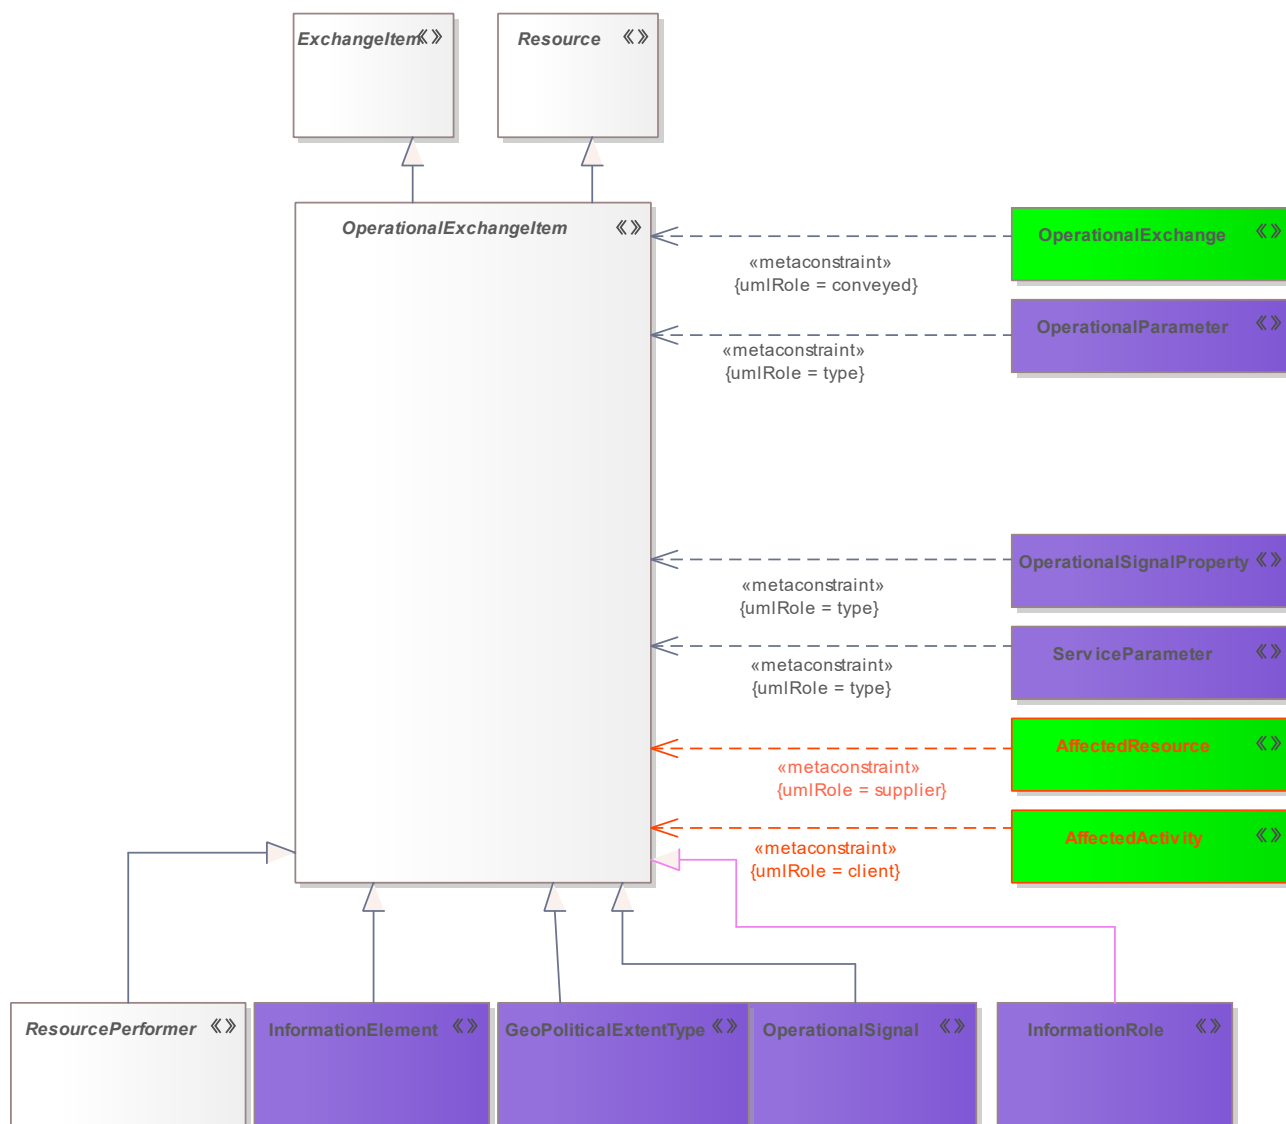 ExchangeItem «»
Resource «»
OperationalExchangeItem «»
OperationalExchange «»
«metaconstraint»
{umlRole = conveyed}
OperationalParameter «»
«metaconstraint»
{umlRole = type}
OperationalSignalProperty «»
«metaconstraint»
{umlRole = type}
ServiceParameter «»
«metaconstraint»
{umlRole = type}
AffectedResource «»
«metaconstraint»
{umlRole = supplier}
AffectedActivity «»
«metaconstraint»
{umlRole = client}
ResourcePerformer «»
InformationElement «»
GeoPoliticalExtentType «»
OperationalSignal «»
InformationRole «»